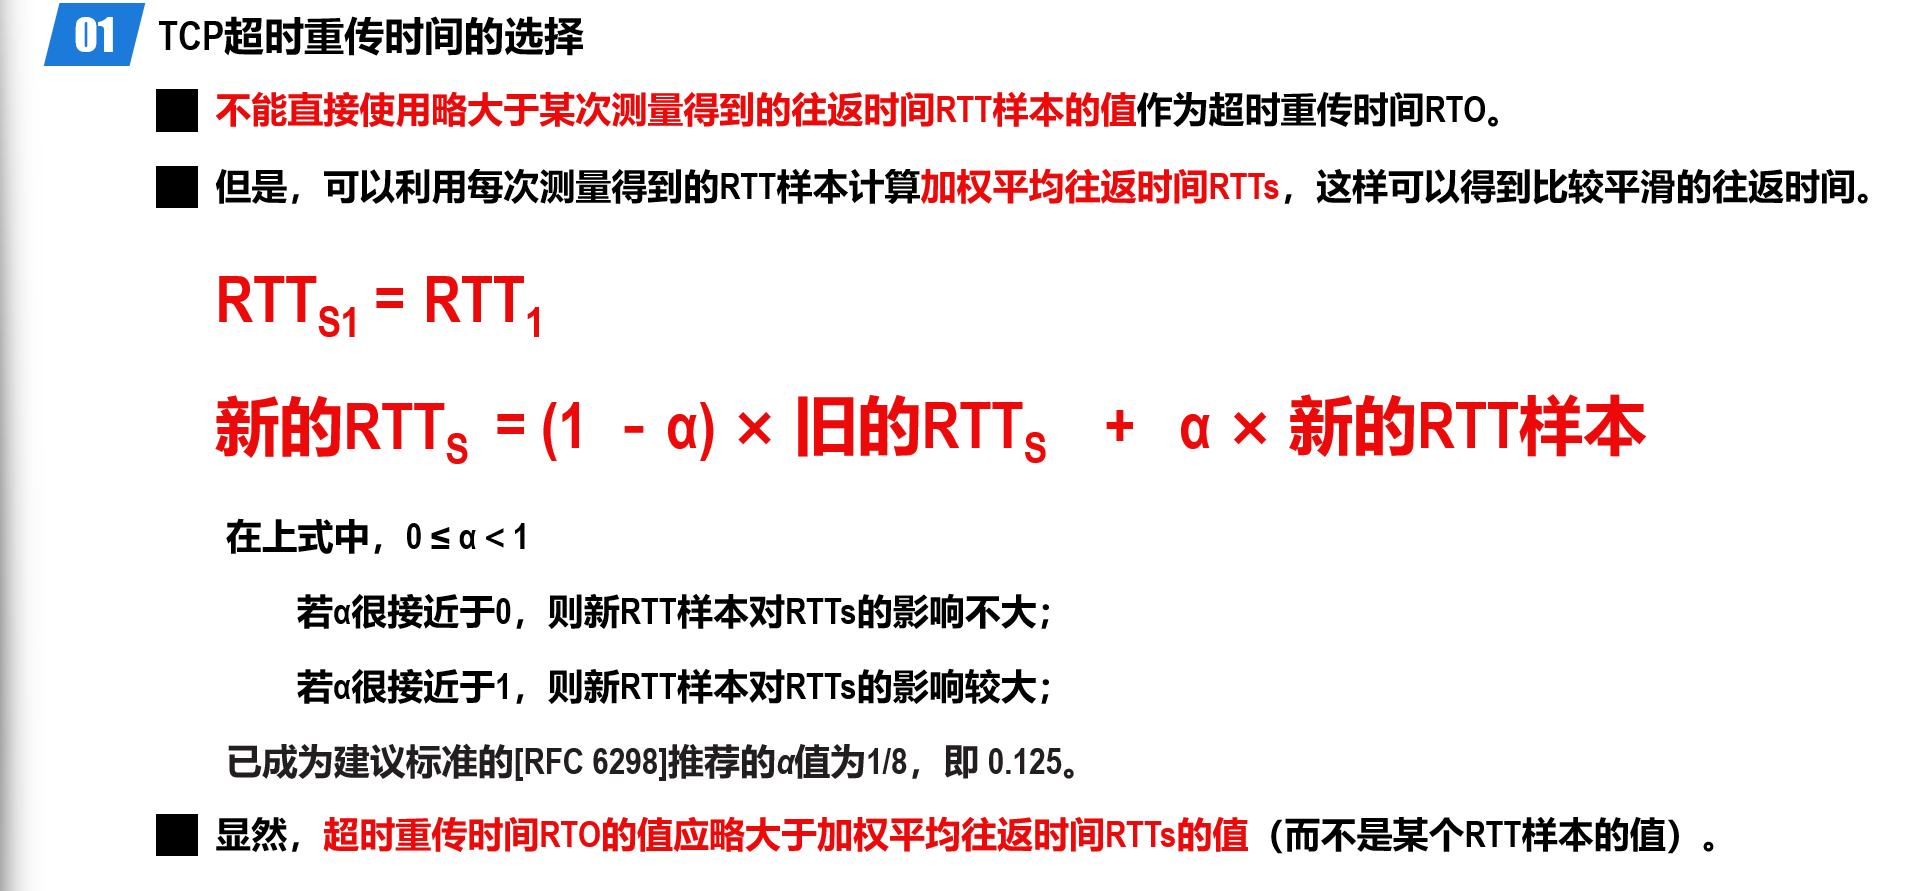 01 TCP超时重传时间的选择
不能直接使用略大于某次测量得到的往返时间RTT样本的值作为超时重传时间RTO。
但是，可以利用每次测量得到的RTT样本计算加权平均往返时间RTTs，这样可以得到比较平滑的往返时间。
RTTS1 = RTT1
新的RTTS = (1 - α) × 旧的RTTS + α × 新的RTT样本
在上式中，0 ≤ α < 1
若α很接近于0，则新RTT样本对RTTs的影响不大；
若α很接近于1，则新RTT样本对RTTs的影响较大；
已成为建议标准的[RFC 6298]推荐的α值为1/8，即 0.125。
显然，超时重传时间RTO的值应略大于加权平均往返时间RTTs的值（而不是某个RTT样本的值）。